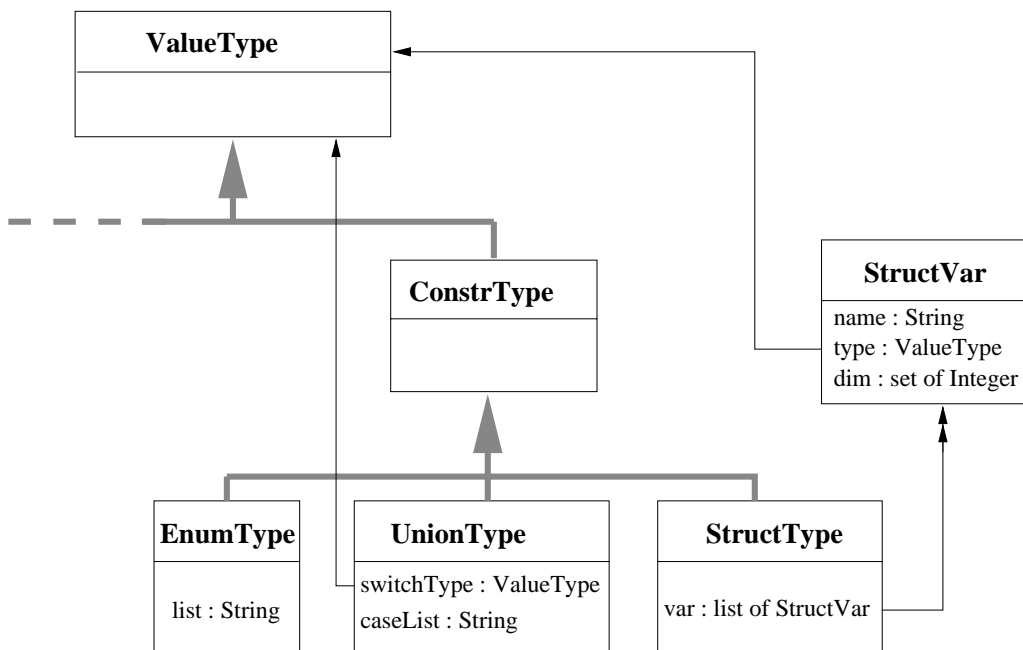 ValueType
ConstrType
StructVar
name : String
type : ValueType
dim : set of Integer
EnumType
list : String
UnionType
switchType : ValueType
caseList : String
StructType
var : list of StructVar